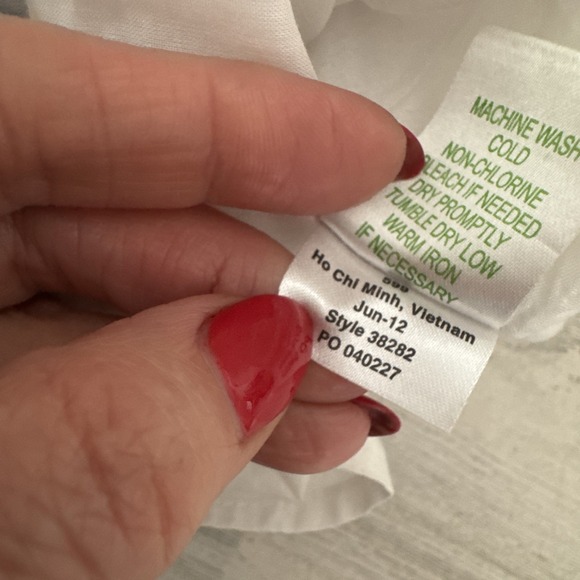 MACHINE WASH
COLD
NON-CHLORINE
BLEACH IF NEEDED
DRY PROMPTLY
TUMBLE DRY LOW
WARM IRON
IF NECESSARY
Ho Chi Minh, Vietnam
Jun-12
Style 38282
PO 040227